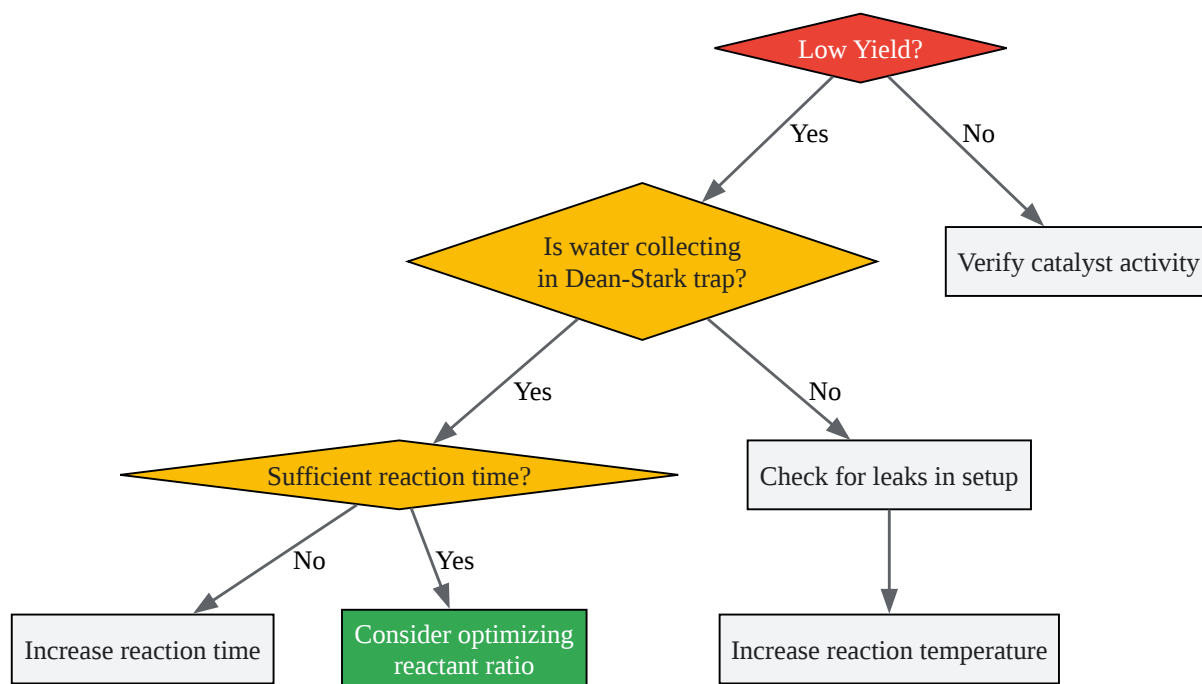 Low Yield?
Yes
No
Is water collecting
in Dean-Stark trap?
Verify catalyst activity
Yes
No
Sufficient reaction time?
Check for leaks in setup
No
Yes
Increase reaction time
Consider optimizing
reactant ratio
Increase reaction temperature